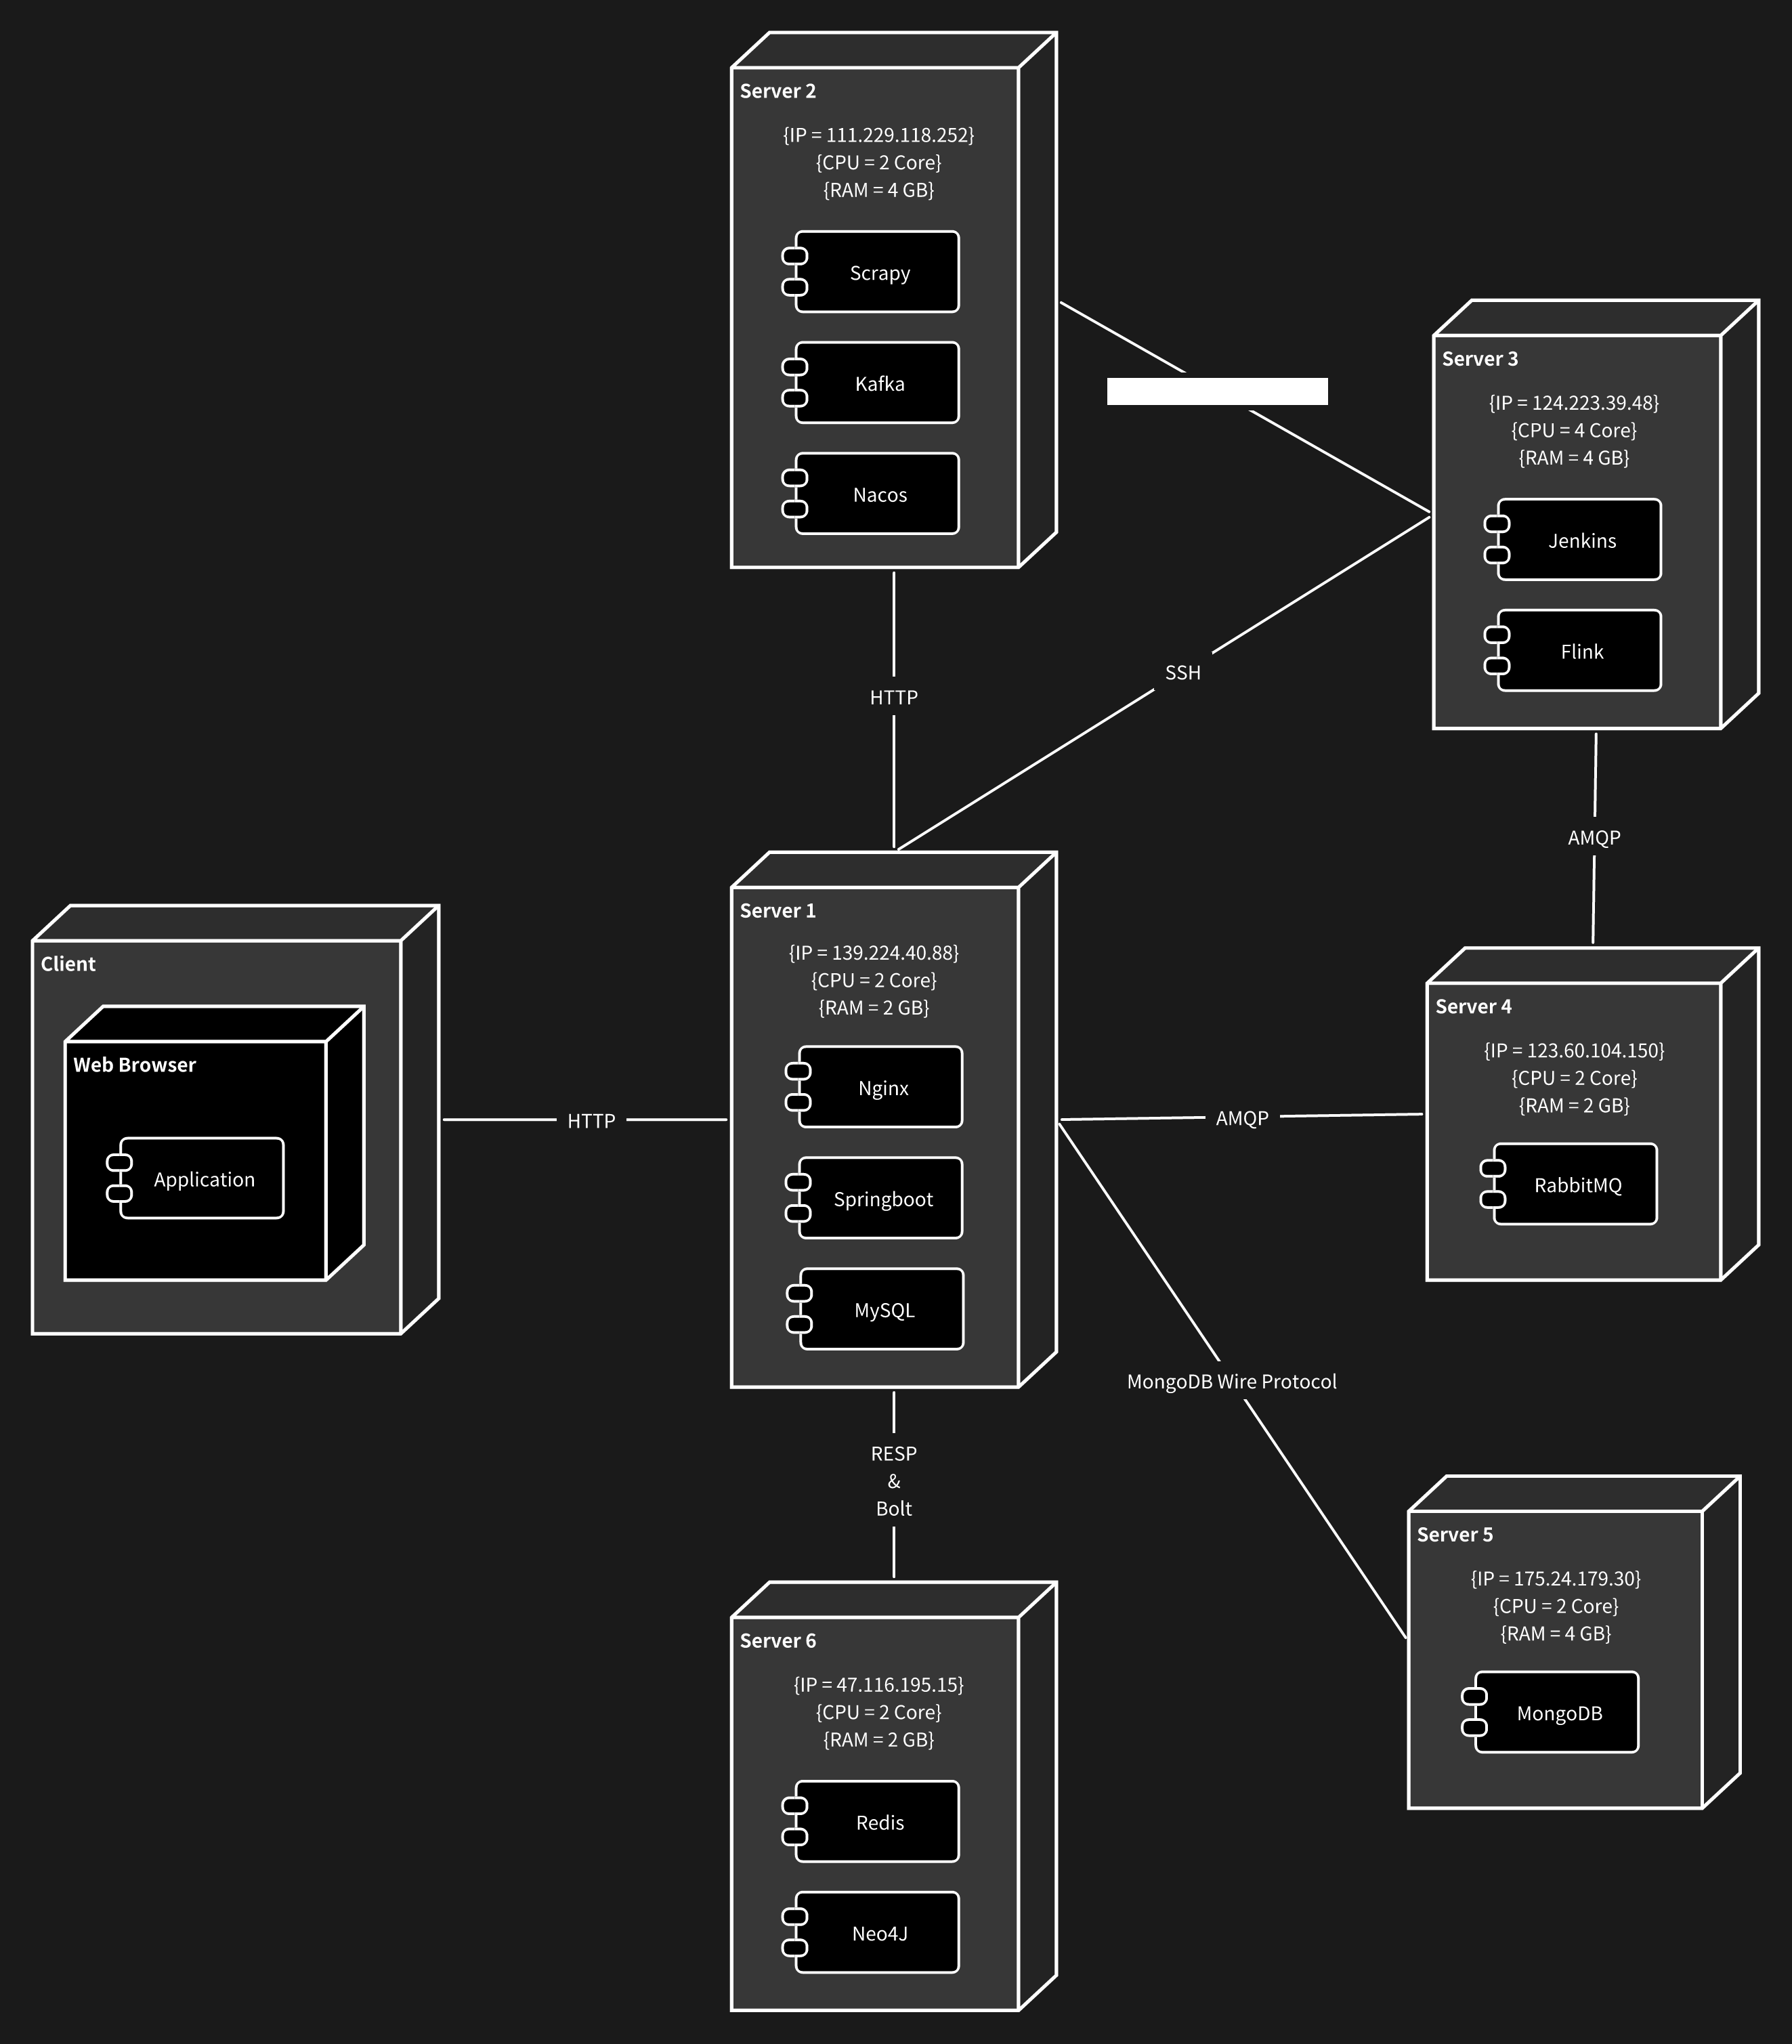 Server 2
{IP = 111.229.118.252}
{CPU = 2 Core}
{RAM = 4 GB}
Scrapy
Kafka
Nacos
Server 3
{IP = 124.223.39.48}
{CPU = 4 Core}
{RAM = 4 GB}
Jenkins
Flink
HTTP
SSH
AMQP
Client
Web Browser
Application
HTTP
Server 1
{IP = 139.224.40.88}
{CPU = 2 Core}
{RAM = 2 GB}
Nginx
Springboot
MySQL
AMQP
Server 4
{IP = 123.60.104.150}
{CPU = 2 Core}
{RAM = 2 GB}
RabbitMQ
MongoDB Wire Protocol
RESP
&
Bolt
Server 5
{IP = 175.24.179.30}
{CPU = 2 Core}
{RAM = 4 GB}
MongoDB
Server 6
{IP = 47.116.195.15}
{CPU = 2 Core}
{RAM = 2 GB}
Redis
Neo4J